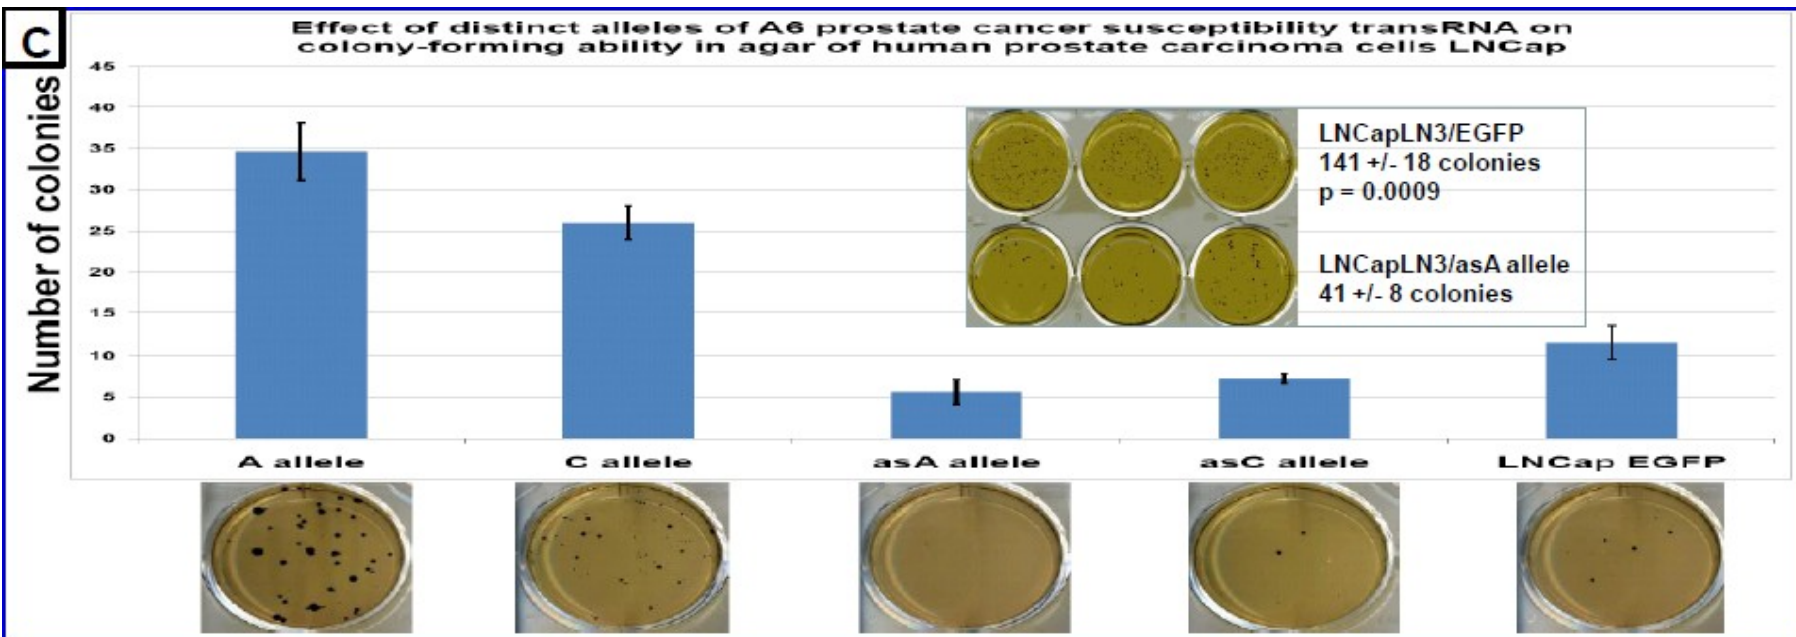 C
Effect of distinct alleles of A6 prostate cancer susceptibility transRNA on
colony-forming ability in agar of human prostate carcinoma cells LNCap
Number of colonies
45
40
35
30
25
20
15
10
5
0
LNCapLN3/EGFP
141 +/- 18 colonies
p = 0.0009
LNCapLN3/asA allele
41 +/- 8 colonies
A allele
C allele
asA allele
asC allele
LNCap EGFP